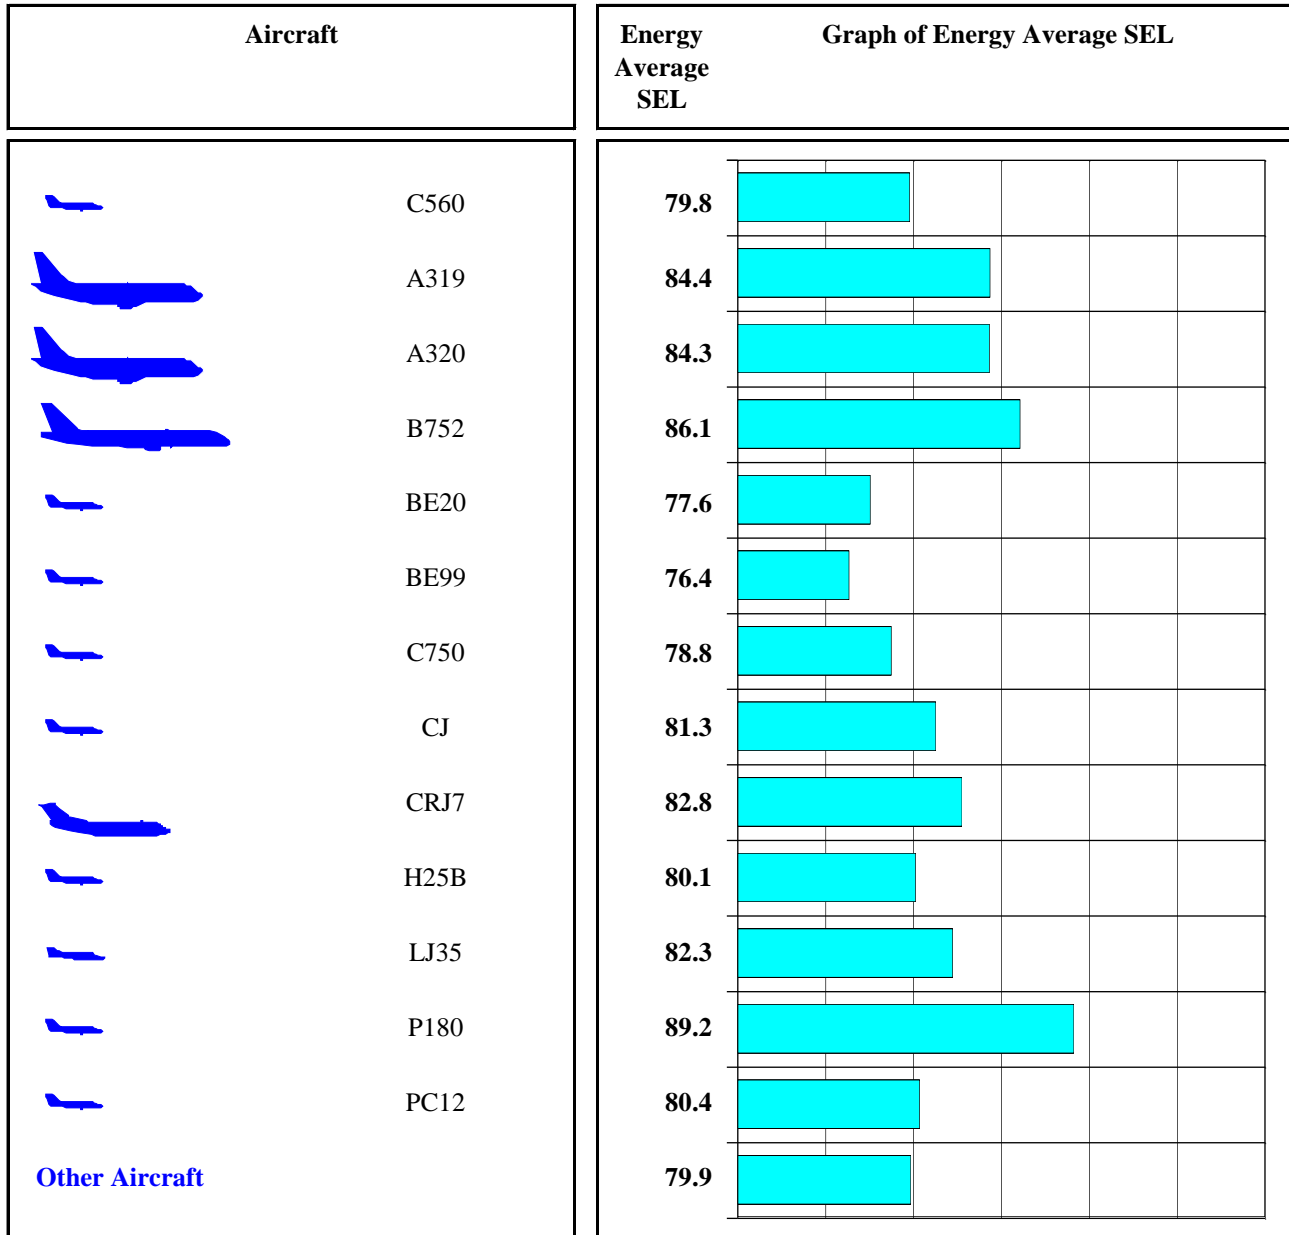 Aircraft
Energy
Average
SEL
Graph of Energy Average SEL
C560 79.8
A319 84.4
A320 84.3
B752 86.1
BE20 77.6
BE99 76.4
C750 78.8
CJ 81.3
CRJ7 82.8
H25B 80.1
LJ35 82.3
P180 89.2
PC12 80.4
Other Aircraft 79.9